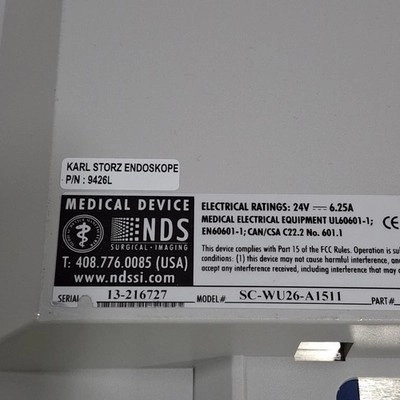 KARL STORZ ENDOSKOPE
P/N : 9426L
MEDICAL DEVICE
NDS
SURGICAL · IMAGING
T: 408.776.0085 (USA)
www.ndssi.com
ELECTRICAL RATINGS: 24V ⎓ 6.25A
MEDICAL ELECTRICAL EQUIPMENT UL60601-1;
EN60601-1; CAN/CSA C22.2 No. 601.1
CE
This device complies with Part 15 of the FCC Rules. Operation is su
conditions: (1) this device may not cause harmful interference, and
accept any interference received, including interference
operation.
SERIAL 13-216727 MODEL# SC-WU26-A1511 PART#